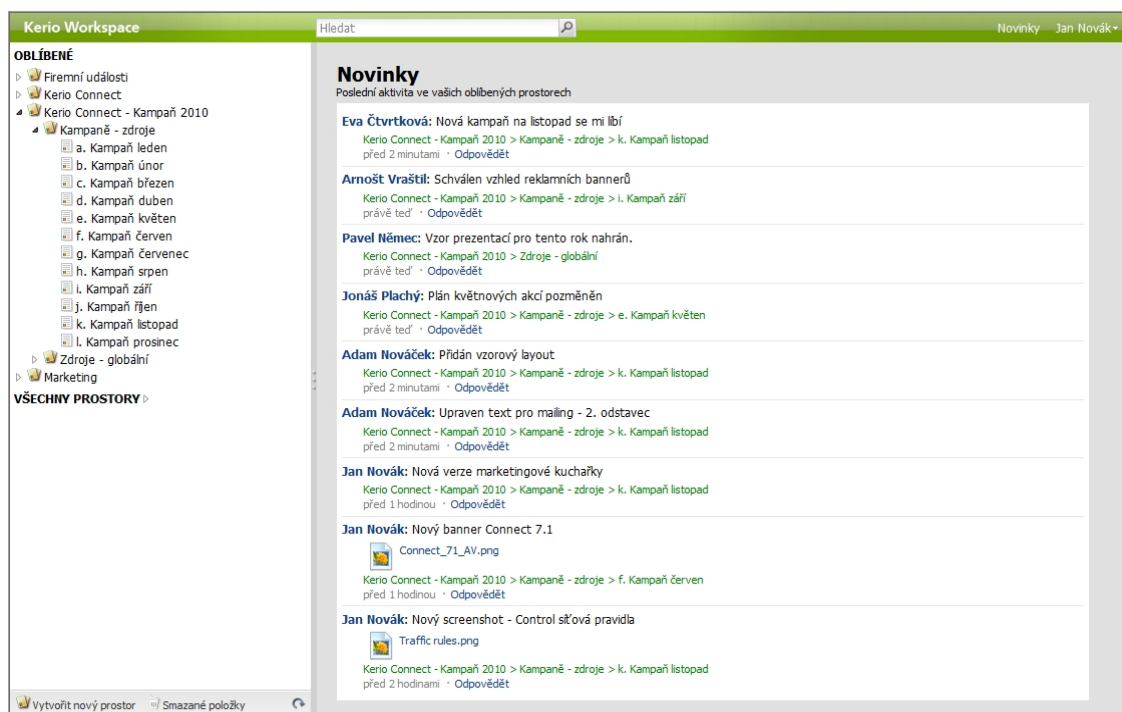 Kerio Workspace
Hledat
Novinky
Jan Novák
OBLÍBENÉ
Firemní události
Kerio Connect
Kerio Connect - Kampaň 2010
Kampaně - zdroje
a. Kampaň leden
b. Kampaň únor
c. Kampaň březen
d. Kampaň duben
e. Kampaň květen
f. Kampaň červen
g. Kampaň červenec
h. Kampaň srpen
i. Kampaň září
j. Kampaň říjen
k. Kampaň listopad
l. Kampaň prosinec
Zdroje - globální
Marketing
VŠECHNY PROSTORY
Vytvořit nový prostor
Smazané položky
Novinky
Poslední aktivita ve vašich oblíbených prostorech
Eva Čtvrtková: Nová kampaň na listopad se mi líbí
Kerio Connect - Kampaň 2010 > Kampaně - zdroje > k. Kampaň listopad
před 2 minutami · Odpovědět
Arnošt Vraštil: Schválen vzhled reklamních bannerů
Kerio Connect - Kampaň 2010 > Kampaně - zdroje > i. Kampaň září
právě teď · Odpovědět
Pavel Němec: Vzor prezentací pro tento rok nahrán.
Kerio Connect - Kampaň 2010 > Zdroje - globální
právě teď · Odpovědět
Jonáš Plachý: Plán květnových akcí pozměněn
Kerio Connect - Kampaň 2010 > Kampaně - zdroje > e. Kampaň květen
právě teď · Odpovědět
Adam Nováček: Přidán vzorový layout
Kerio Connect - Kampaň 2010 > Kampaně - zdroje > k. Kampaň listopad
před 2 minutami · Odpovědět
Adam Nováček: Upraven text pro mailing - 2. odstavec
Kerio Connect - Kampaň 2010 > Kampaně - zdroje > k. Kampaň listopad
před 2 minutami · Odpovědět
Jan Novák: Nová verze marketingové kuchařky
Kerio Connect - Kampaň 2010 > Kampaně - zdroje > k. Kampaň listopad
před 1 hodinou · Odpovědět
Jan Novák: Nový banner Connect 7.1
Connect_71_AV.png
Kerio Connect - Kampaň 2010 > Kampaně - zdroje > f. Kampaň červen
před 1 hodinou · Odpovědět
Jan Novák: Nový screenshot - Control síťová pravidla
Traffic rules.png
Kerio Connect - Kampaň 2010 > Kampaně - zdroje > k. Kampaň listopad
před 2 hodinami · Odpovědět